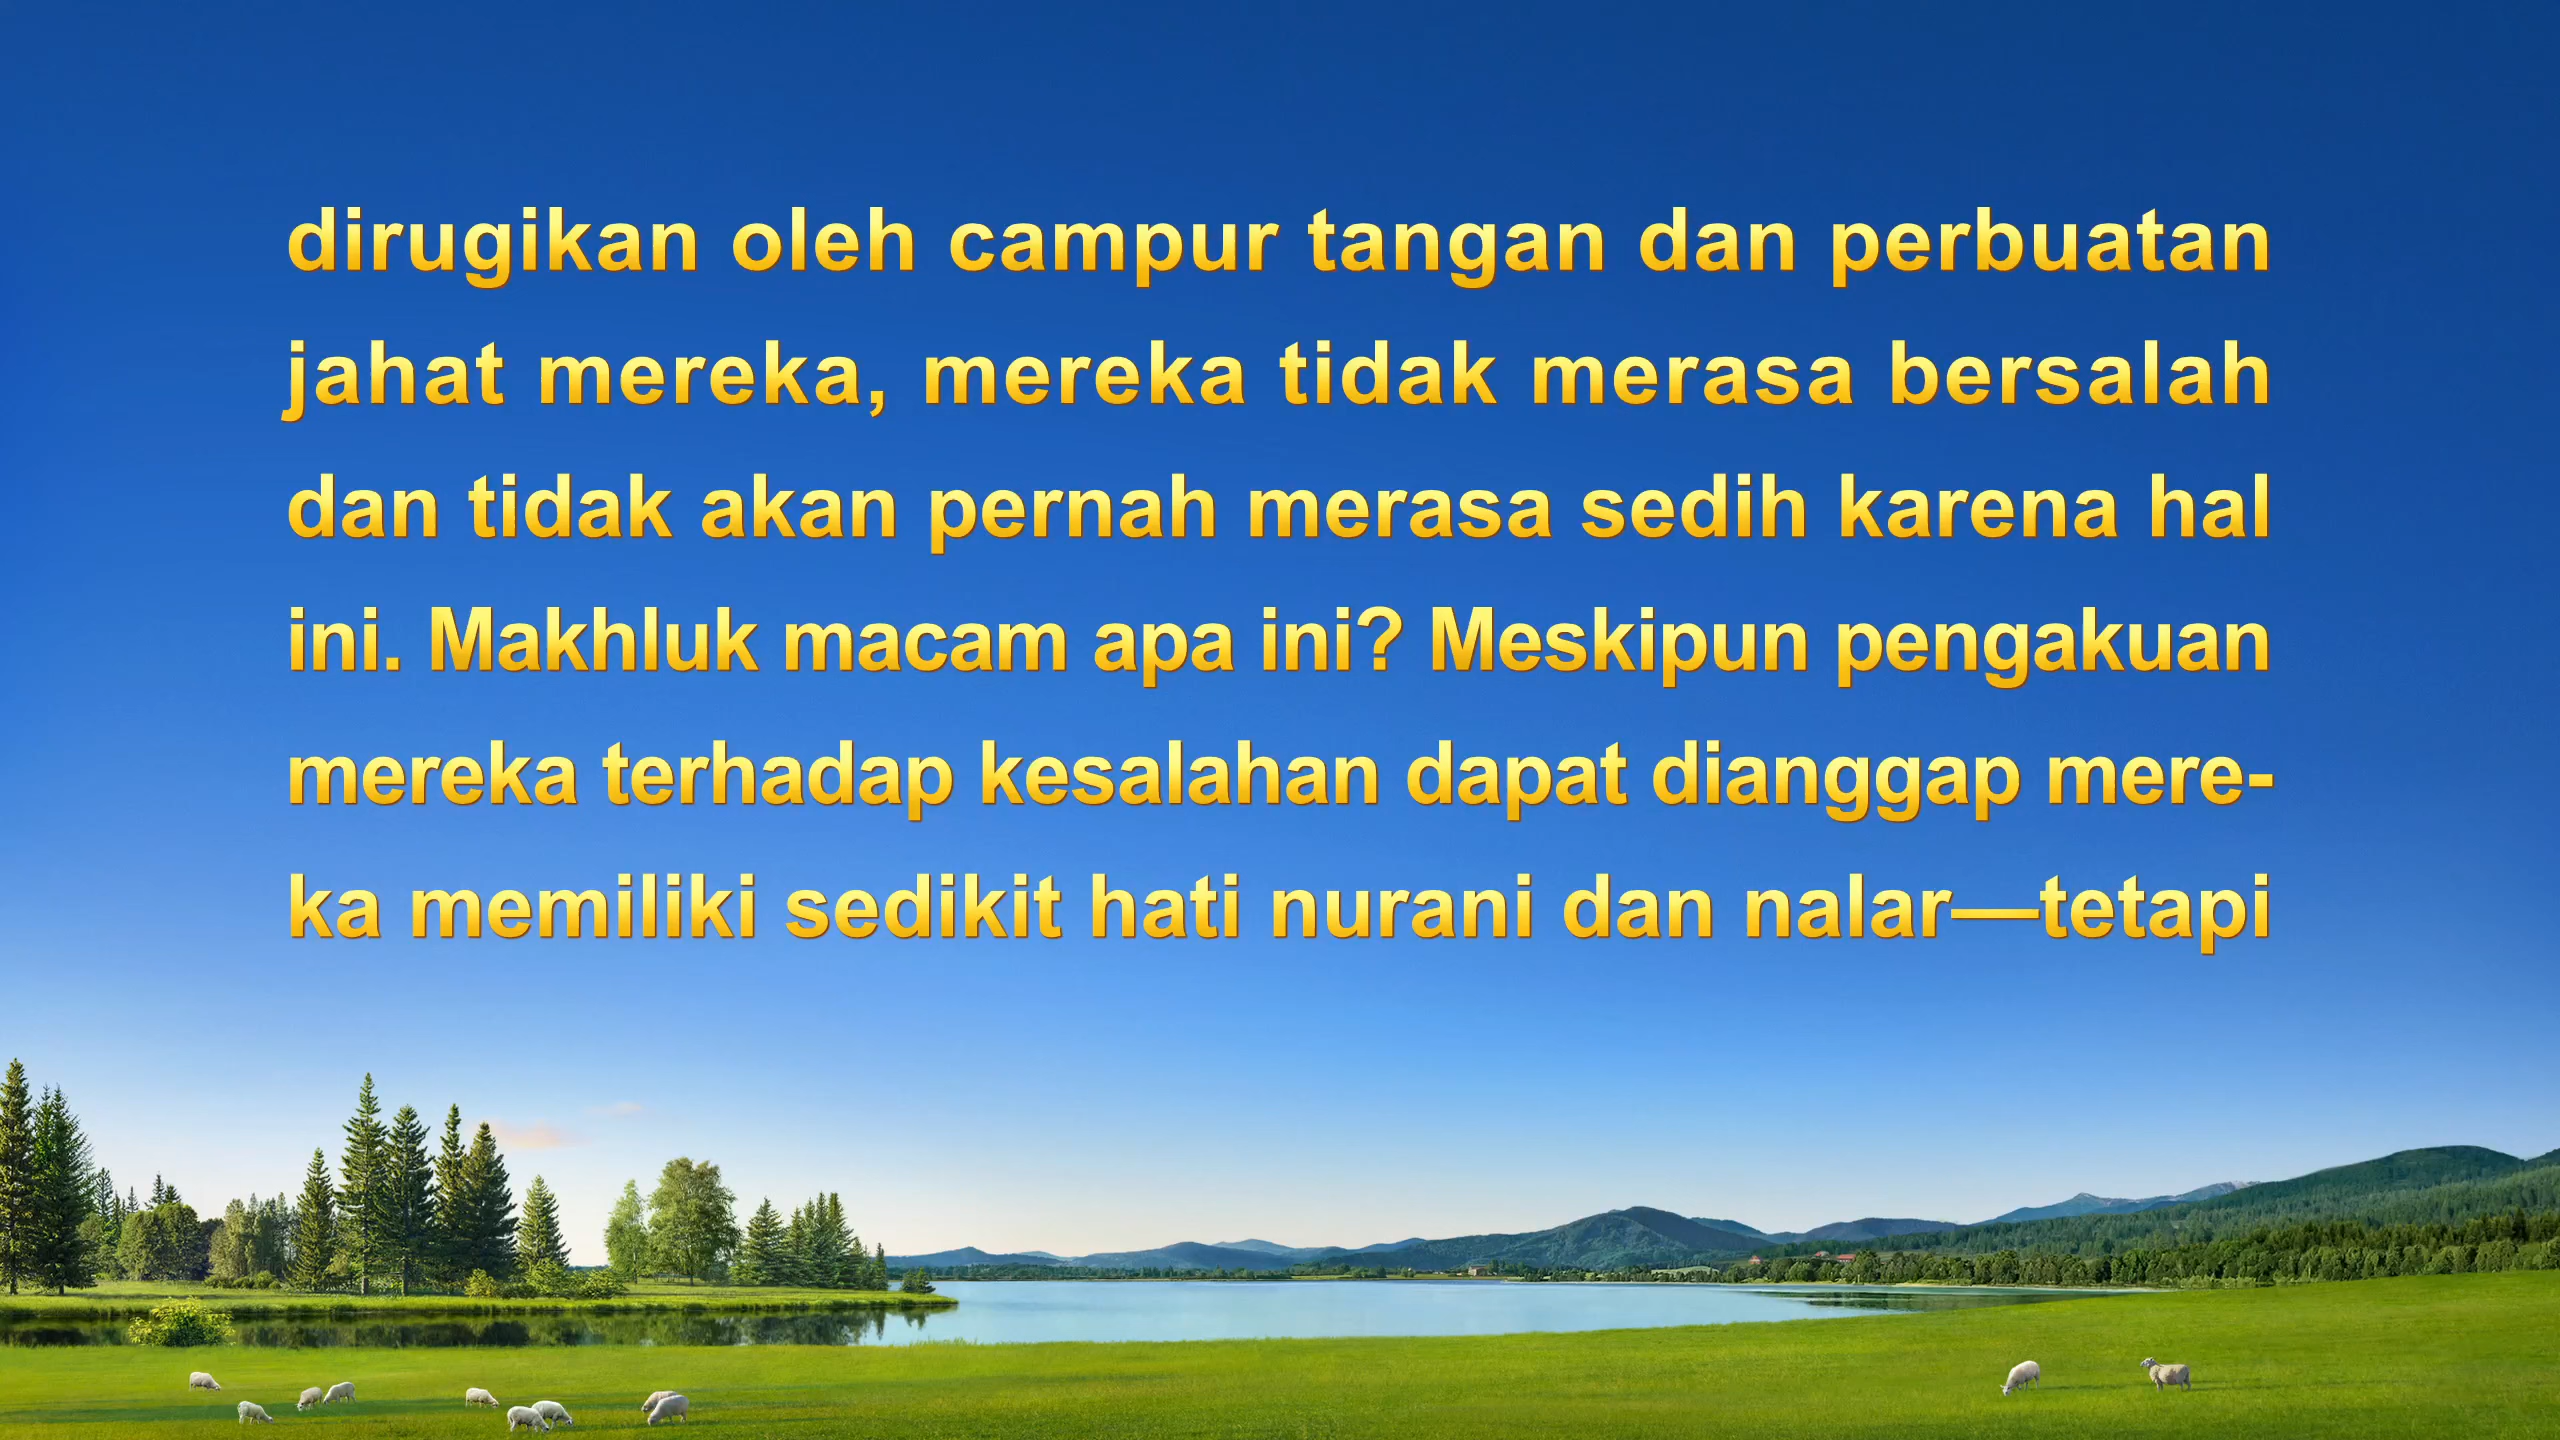 dirugikan oleh campur tangan dan perbuatan
jahat mereka, mereka tidak merasa bersalah
dan tidak akan pernah merasa sedih karena hal
ini. Makhluk macam apa ini? Meskipun pengakuan
mereka terhadap kesalahan dapat dianggap mere-
ka memiliki sedikit hati nurani dan nalar—tetapi